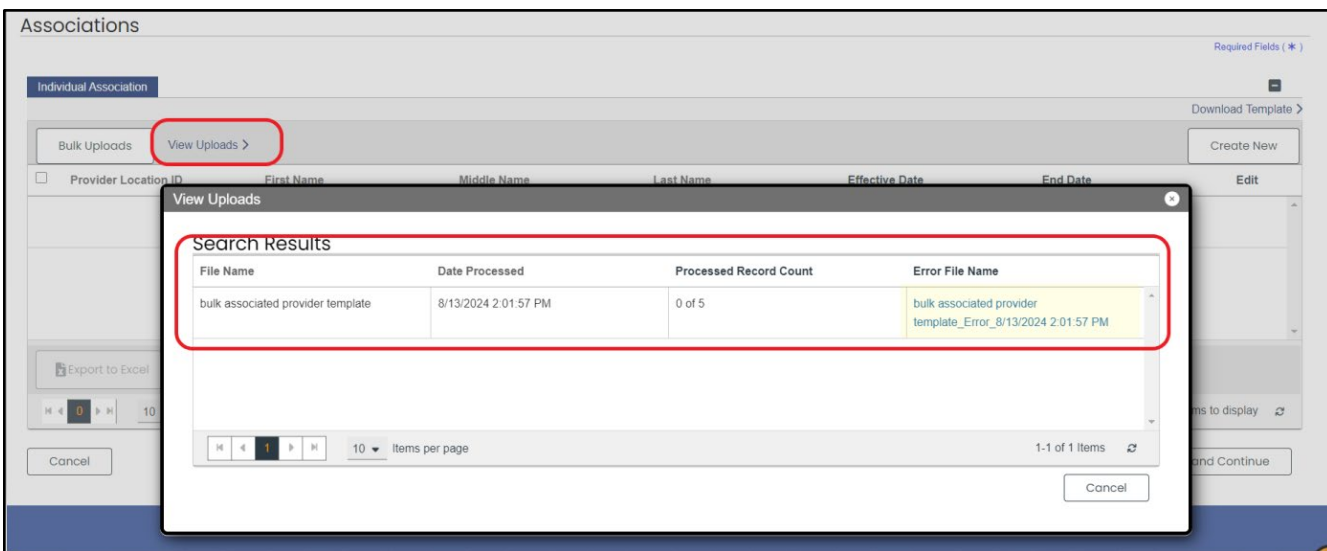 Associations
Required Fields ( * )
Individual Association
Download Template >
Bulk Uploads
View Uploads >
Create New
Provider Location ID
First Name
Middle Name
Last Name
Effective Date
End Date
Edit
View Uploads
Search Results
File Name
Date Processed
Processed Record Count
Error File Name
bulk associated provider template
8/13/2024 2:01:57 PM
0 of 5
bulk associated provider
template_Error_8/13/2024 2:01:57 PM
Export to Excel
0
10
ms to display
1
10
Items per page
1-1 of 1 Items
Cancel
and Continue
Cancel